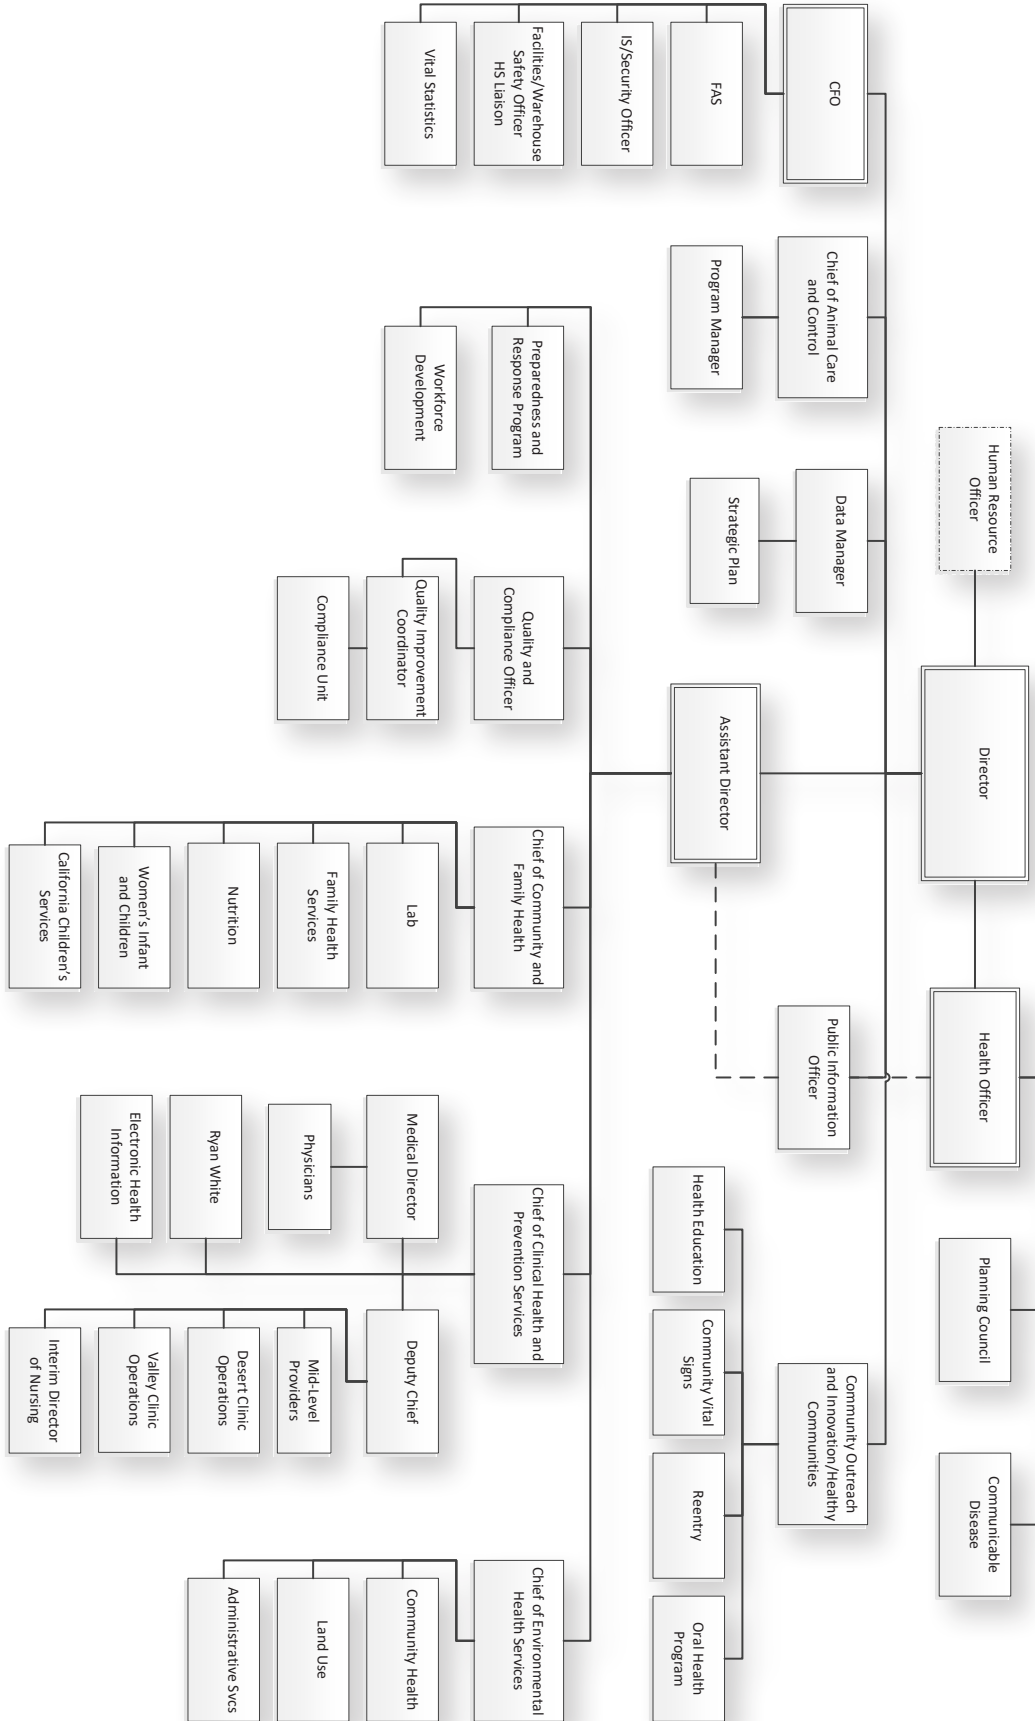 Human Resource
Officer
Director
Health Officer
Planning Council
Communicable
Disease
CFO
FAS
IS/Security Officer
Facilities/Warehouse
Safety Officer
HS Liaison
Vital Statistics
Chief of Animal Care
and Control
Program Manager
Data Manager
Strategic Plan
Assistant Director
Public Information
Officer
Community Outreach
and Innovation/Healthy
Communities
Health Education
Community Vital
Signs
Reentry
Oral Health
Program
Preparedness and
Response Program
Workforce
Development
Quality and
Compliance Officer
Quality Improvement
Coordinator
Compliance Unit
Chief of Community and
Family Health
Lab
Family Health
Services
Nutrition
Women's Infant
and Children
California Children's
Services
Chief of Clinical Health and
Prevention Services
Medical Director
Physicians
Ryan White
Electronic Health
Information
Deputy Chief
Mid-Level
Providers
Desert Clinic
Operations
Valley Clinic
Operations
Interim Director
of Nursing
Chief of Environmental
Health Services
Community Health
Land Use
Administrative Svcs